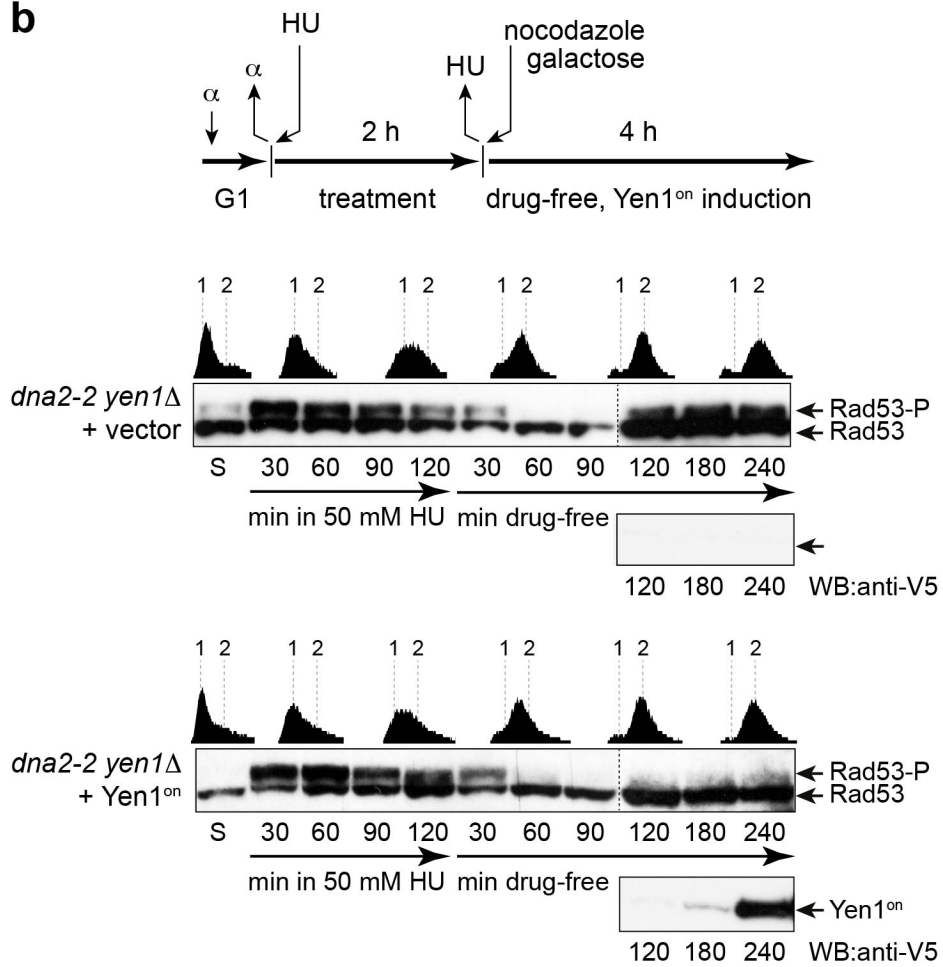 b
HU
nocodazole
galactose
α
α
HU
2 h
4 h
G1
treatment
drug-free, Yen1on induction
1 2 1 2 1 2 1 2 1 2 1 2
dna2-2 yen1Δ
+ vector
Rad53-P
Rad53
S 30 60 90 120 30 60 90 120 180 240
min in 50 mM HU min drug-free
120 180 240 WB:anti-V5
1 2 1 2 1 2 1 2 1 2 1 2
dna2-2 yen1Δ
+ Yen1on
Rad53-P
Rad53
S 30 60 90 120 30 60 90 120 180 240
min in 50 mM HU min drug-free
Yen1on
120 180 240 WB:anti-V5